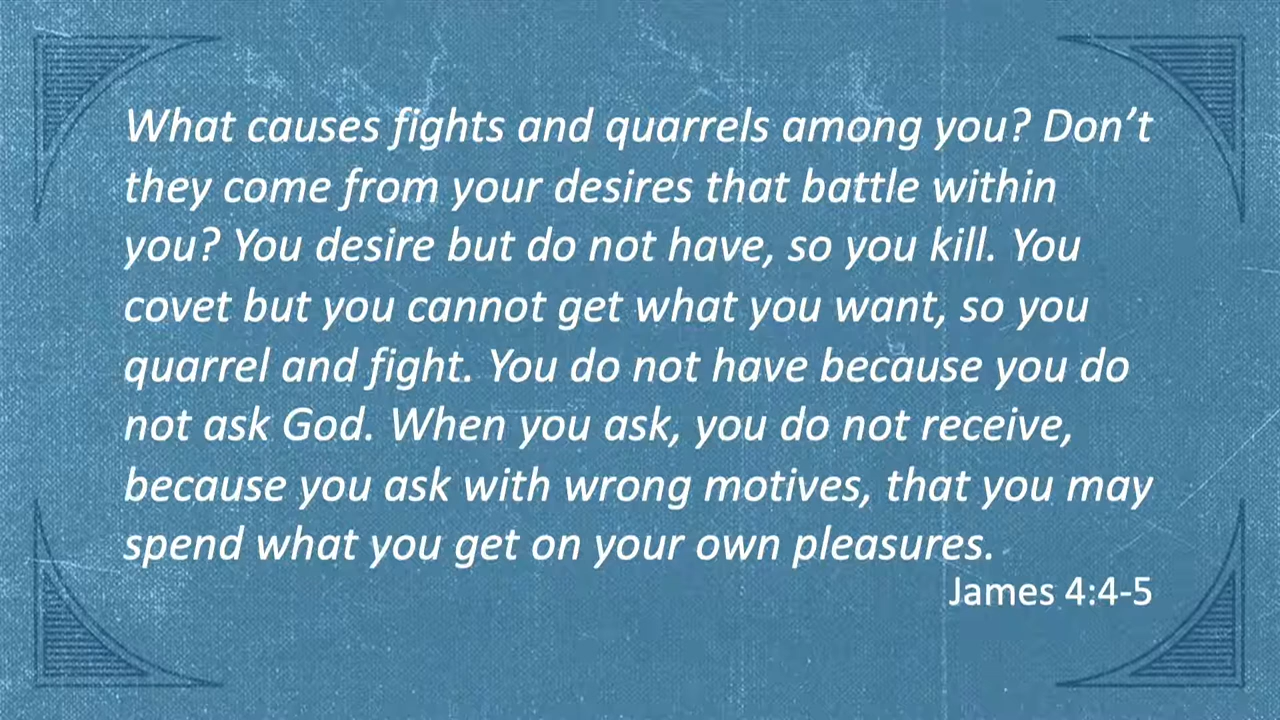 What causes fights and quarrels among you? Don’t
they come from your desires that battle within
you? You desire but do not have, so you kill. You
covet but you cannot get what you want, so you
quarrel and fight. You do not have because you do
not ask God. When you ask, you do not receive,
because you ask with wrong motives, that you may
spend what you get on your own pleasures.
James 4:4-5